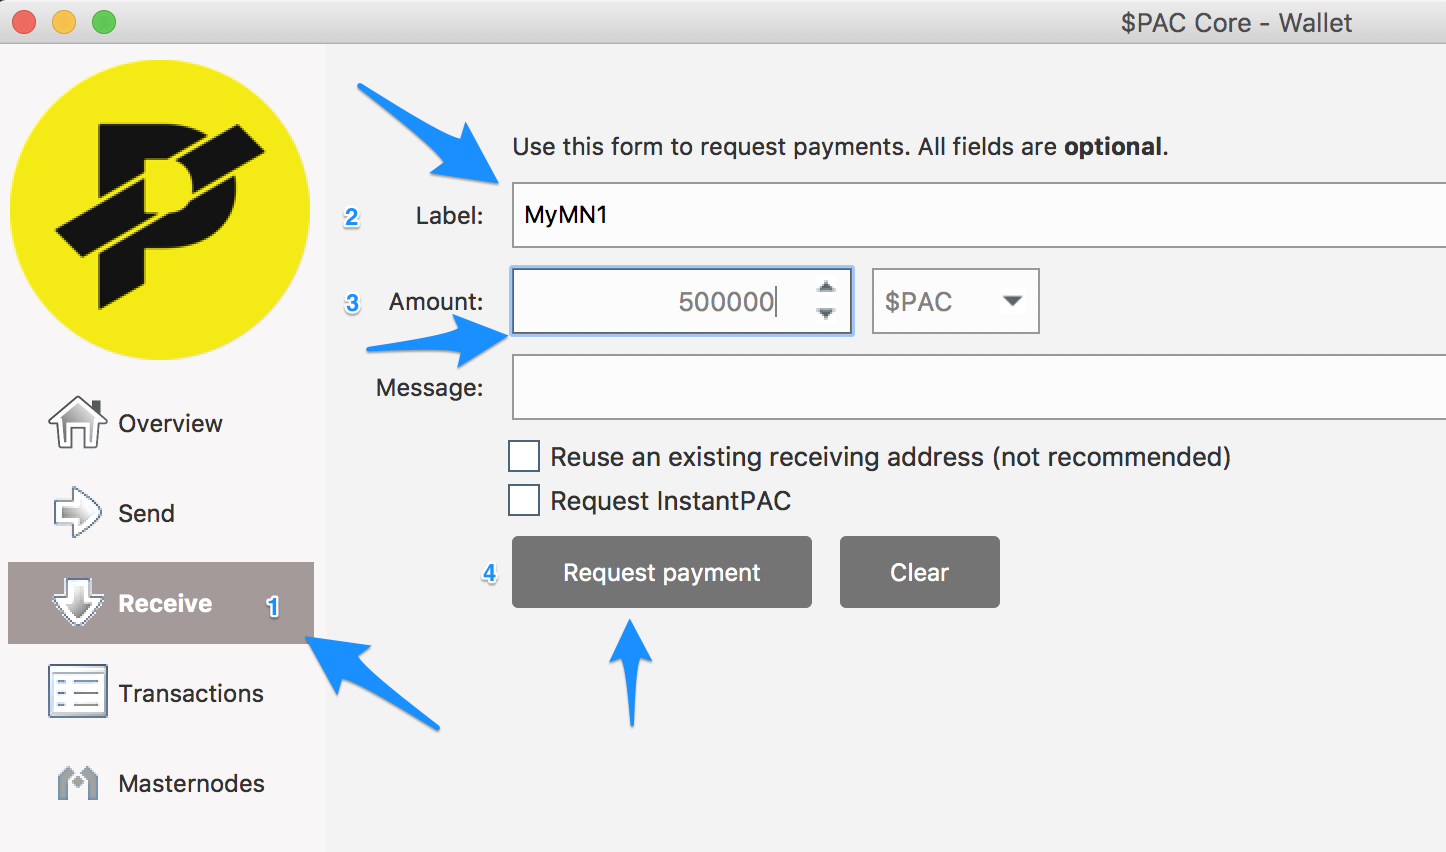 $PAC Core - Wallet
Use this form to request payments. All fields are optional.
2 Label: MyMN1
3 Amount: 500000 $PAC
Message:
Reuse an existing receiving address (not recommended)
Request InstantPAC
4 Request payment Clear
Overview
Send
Receive 1
Transactions
Masternodes